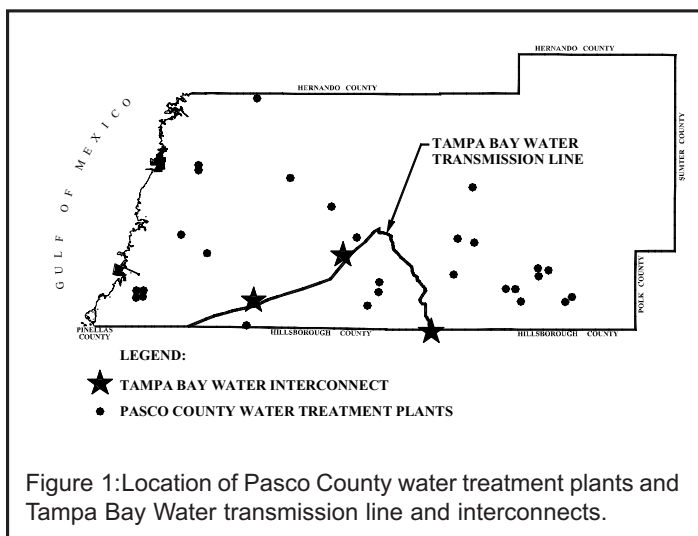 HERNANDO COUNTY
HERNANDO COUNTY
GULF OF MEXICO
TAMPA BAY WATER
TRANSMISSION LINE
SUMTER COUNTY
POLK COUNTY
PINELLAS
COUNTY
HILLSBOROUGH COUNTY
HILLSBOROUGH COUNTY
LEGEND:
TAMPA BAY WATER INTERCONNECT
PASCO COUNTY WATER TREATMENT PLANTS
Figure 1:Location of Pasco County water treatment plants and
Tampa Bay Water transmission line and interconnects.